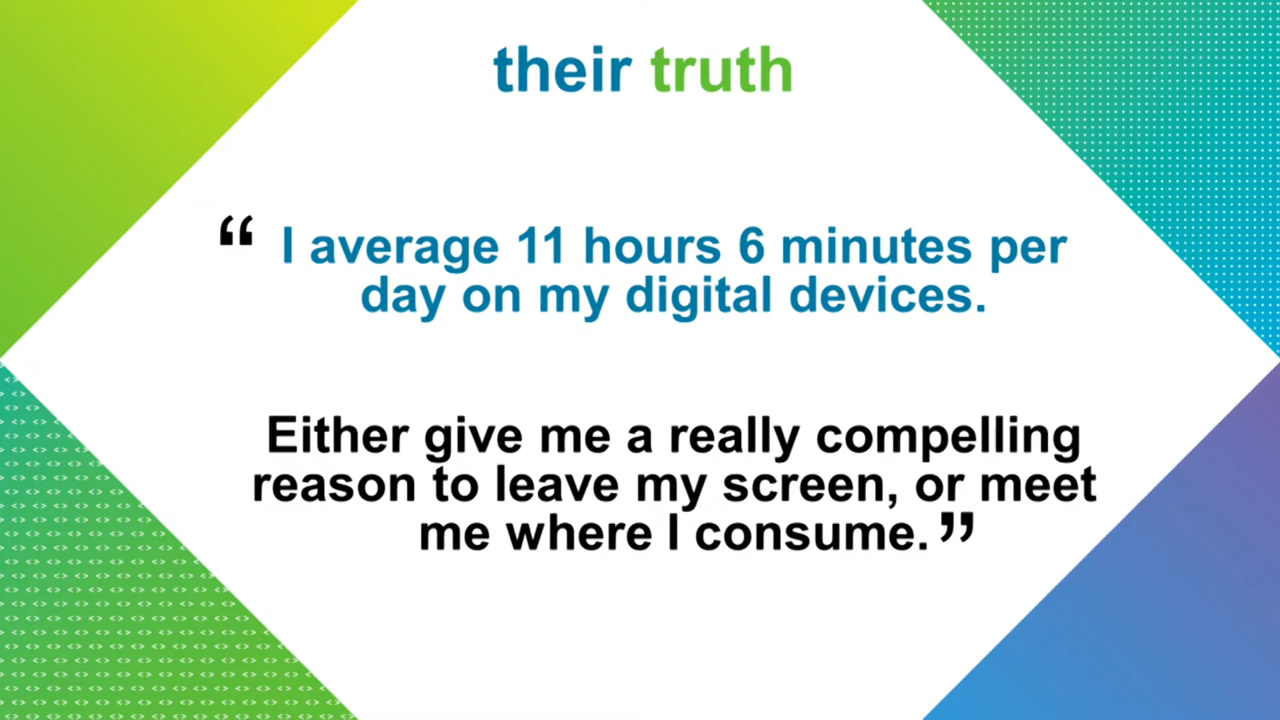 their truth
“ I average 11 hours 6 minutes per
day on my digital devices.
Either give me a really compelling
reason to leave my screen, or meet
me where I consume.”